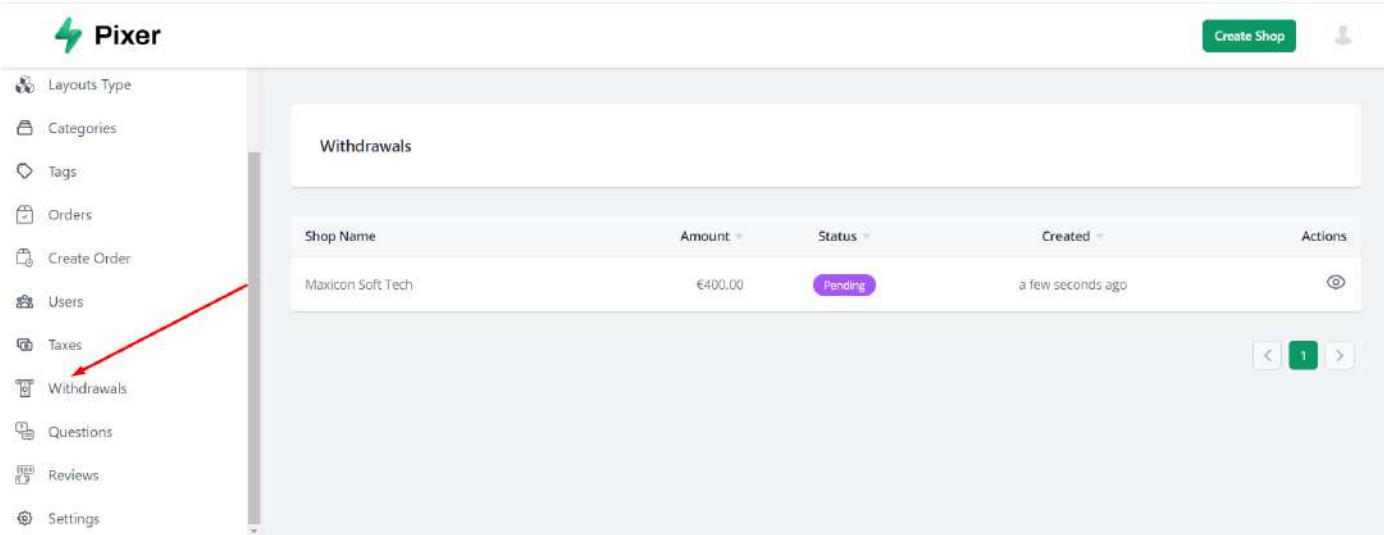 Pixer
Create Shop
Layouts Type
Categories
Tags
Orders
Create Order
Users
Taxes
Withdrawals
Questions
Reviews
Settings
Withdrawals
Shop Name Amount Status Created Actions
Maxicon Soft Tech €400.00 Pending a few seconds ago
1